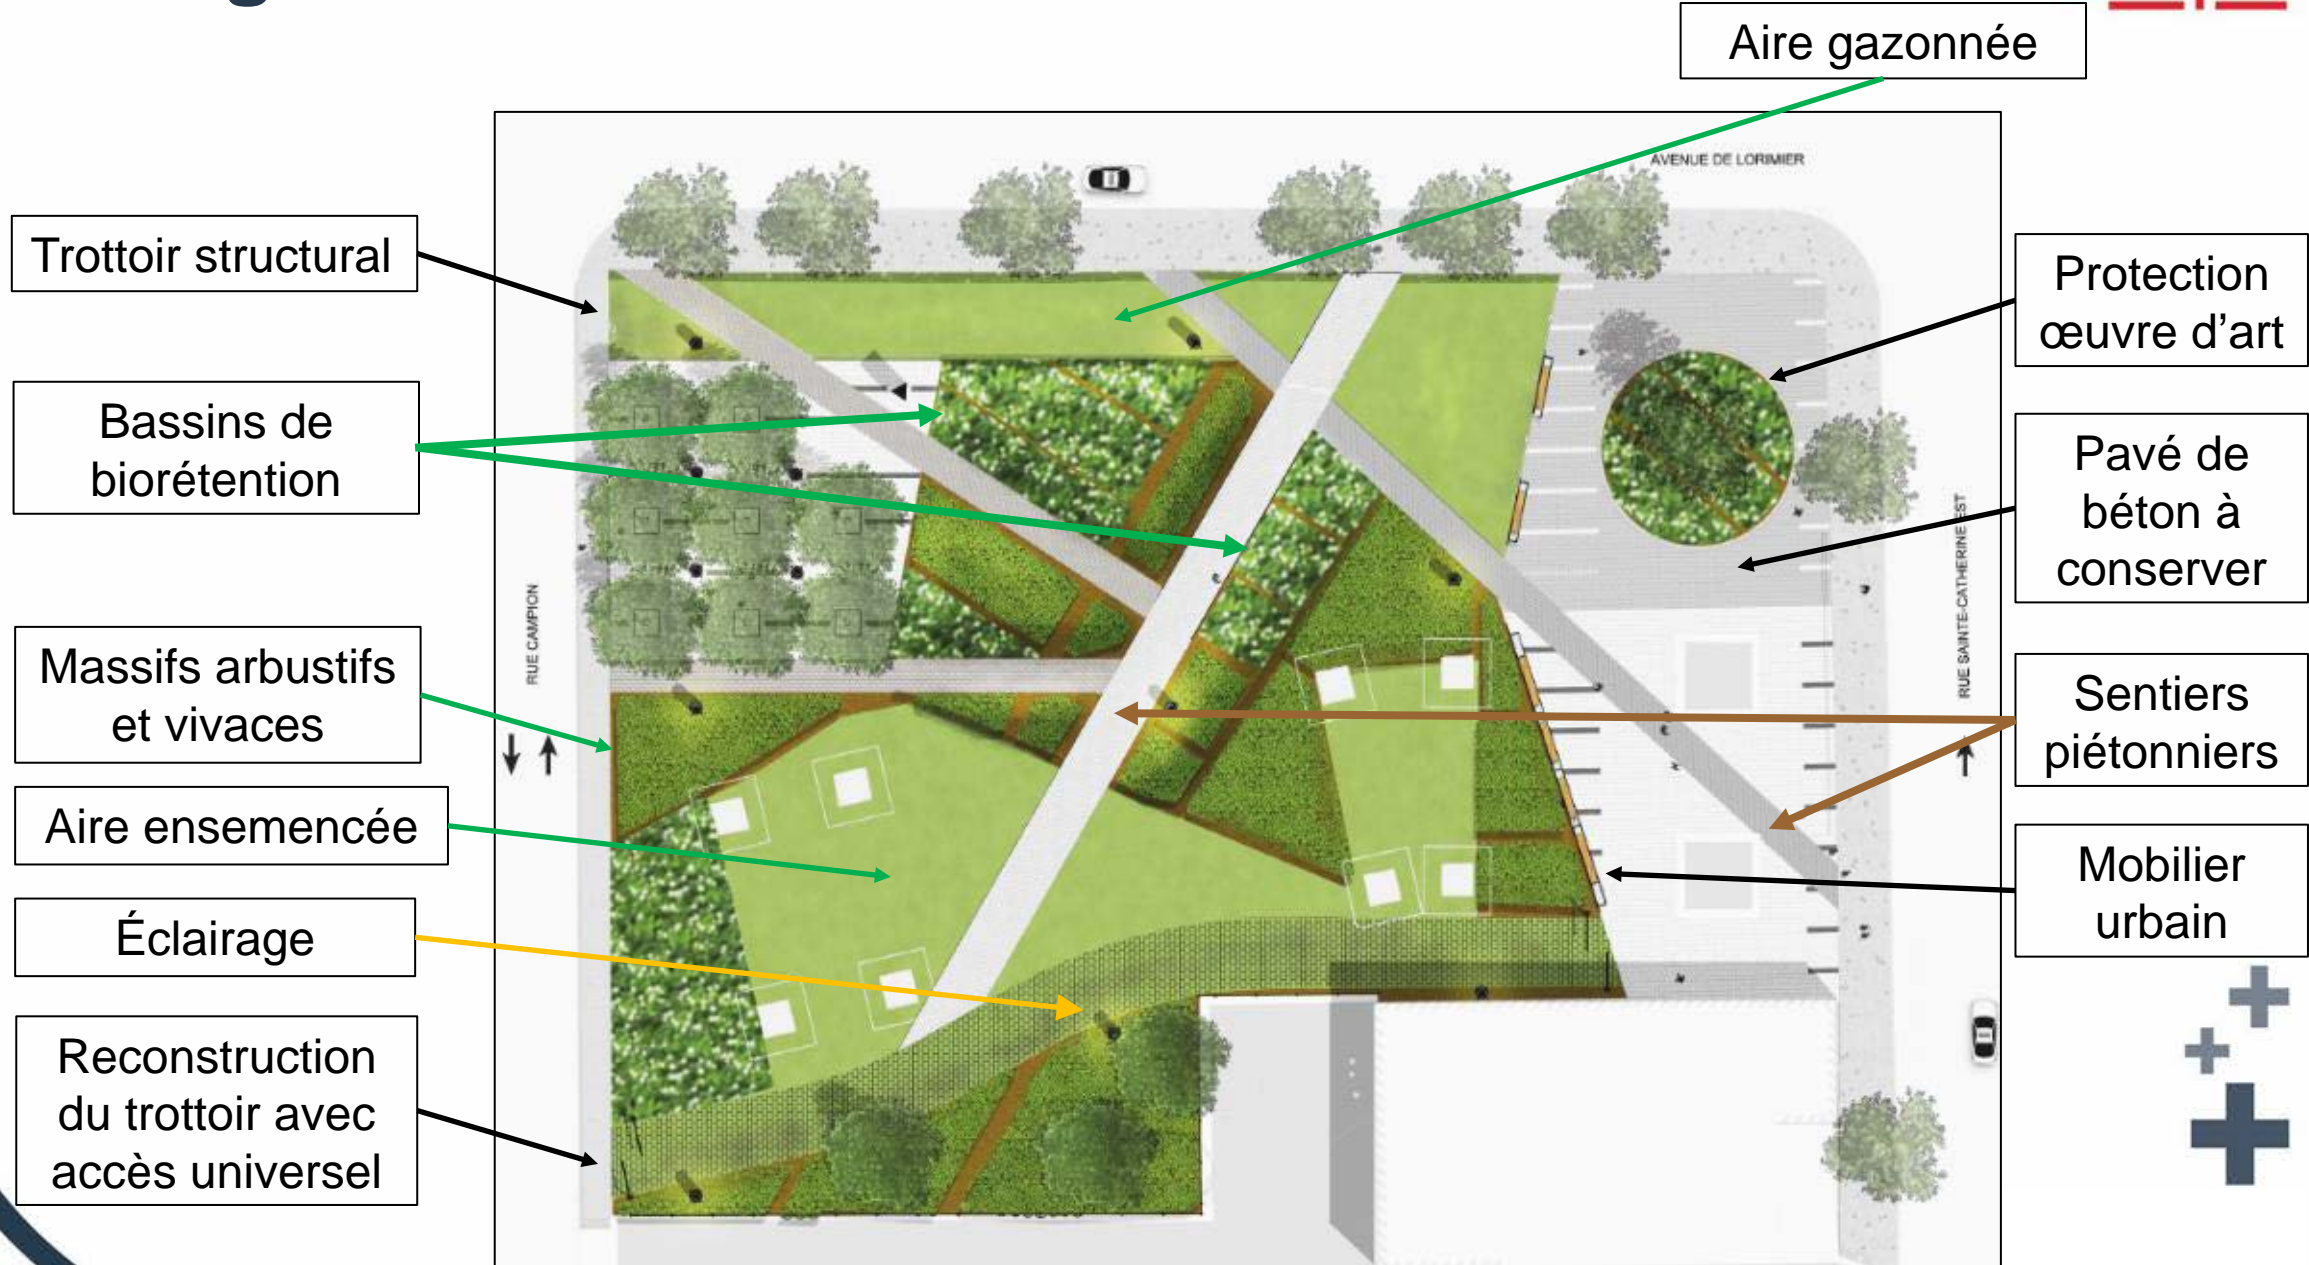 Aire gazonnée
AVENUE DE LORIMIER
Trottoir structural
Protection
œuvre d'art
Bassins de
biorétention
Pavé de
béton à
conserver
RUE CAMPION
RUE SAINTE-CATHERINE EST
Massifs arbustifs
et vivaces
Sentiers
piétonniers
Aire ensemencée
Mobilier
urbain
Éclairage
Reconstruction
du trottoir avec
accès universel